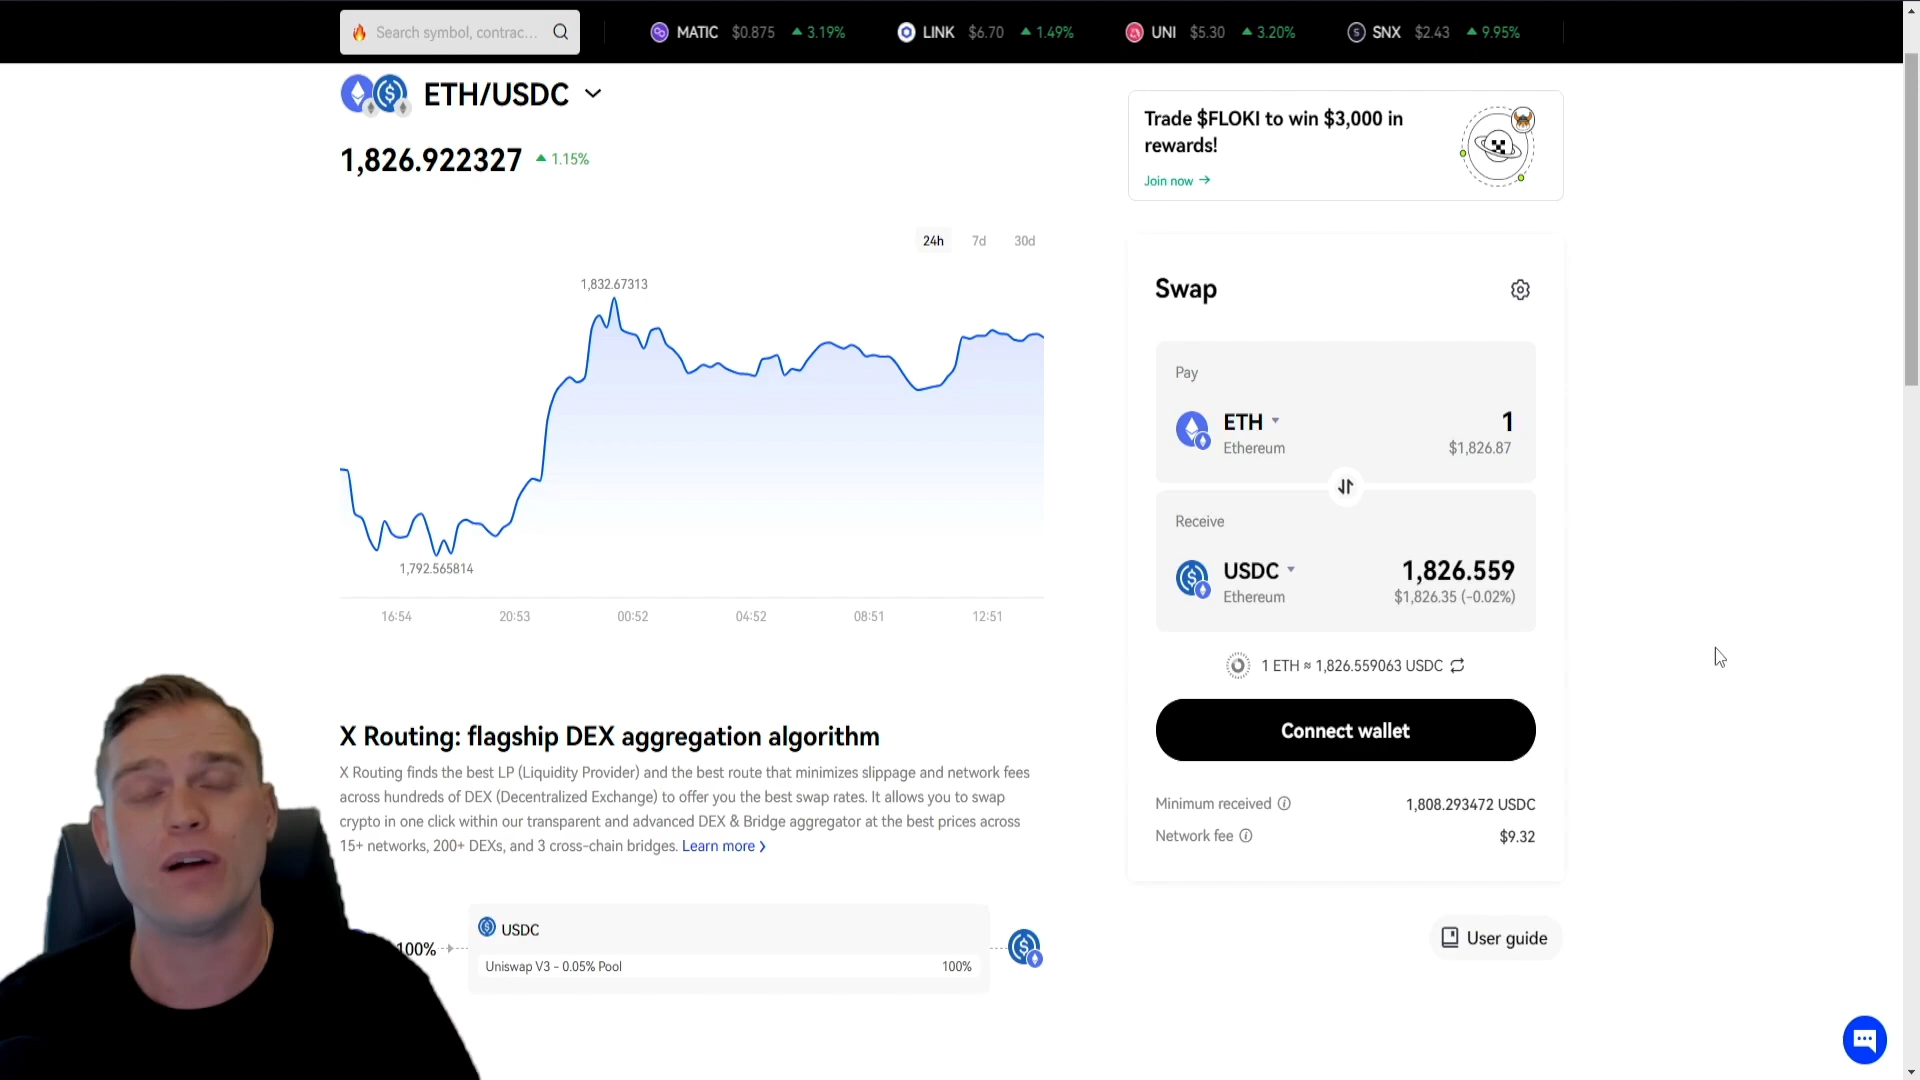 Search symbol, contrac...
MATIC $0.875 3.19%
LINK $6.70 1.49%
UNI $5.30 3.20%
SNX $2.43 9.95%
ETH/USDC
1,826.922327 1.15%
24h 7d 30d
1,832.67313
1,792.565814
16:54 20:53 00:52 04:52 08:51 12:51
X Routing: flagship DEX aggregation algorithm
X Routing finds the best LP (Liquidity Provider) and the best route that minimizes slippage and network fees
across hundreds of DEX (Decentralized Exchange) to offer you the best swap rates. It allows you to swap
crypto in one click within our transparent and advanced DEX & Bridge aggregator at the best prices across
15+ networks, 200+ DEXs, and 3 cross-chain bridges. Learn more
100%
USDC
Uniswap V3 - 0.05% Pool 100%
Trade $FLOKI to win $3,000 in
rewards!
Join now
Swap
Pay
ETH 1
Ethereum $1,826.87
Receive
USDC 1,826.559
Ethereum $1,826.35 (-0.02%)
1 ETH ≈ 1,826.559063 USDC
Connect wallet
Minimum received 1,808.293472 USDC
Network fee $9.32
User guide